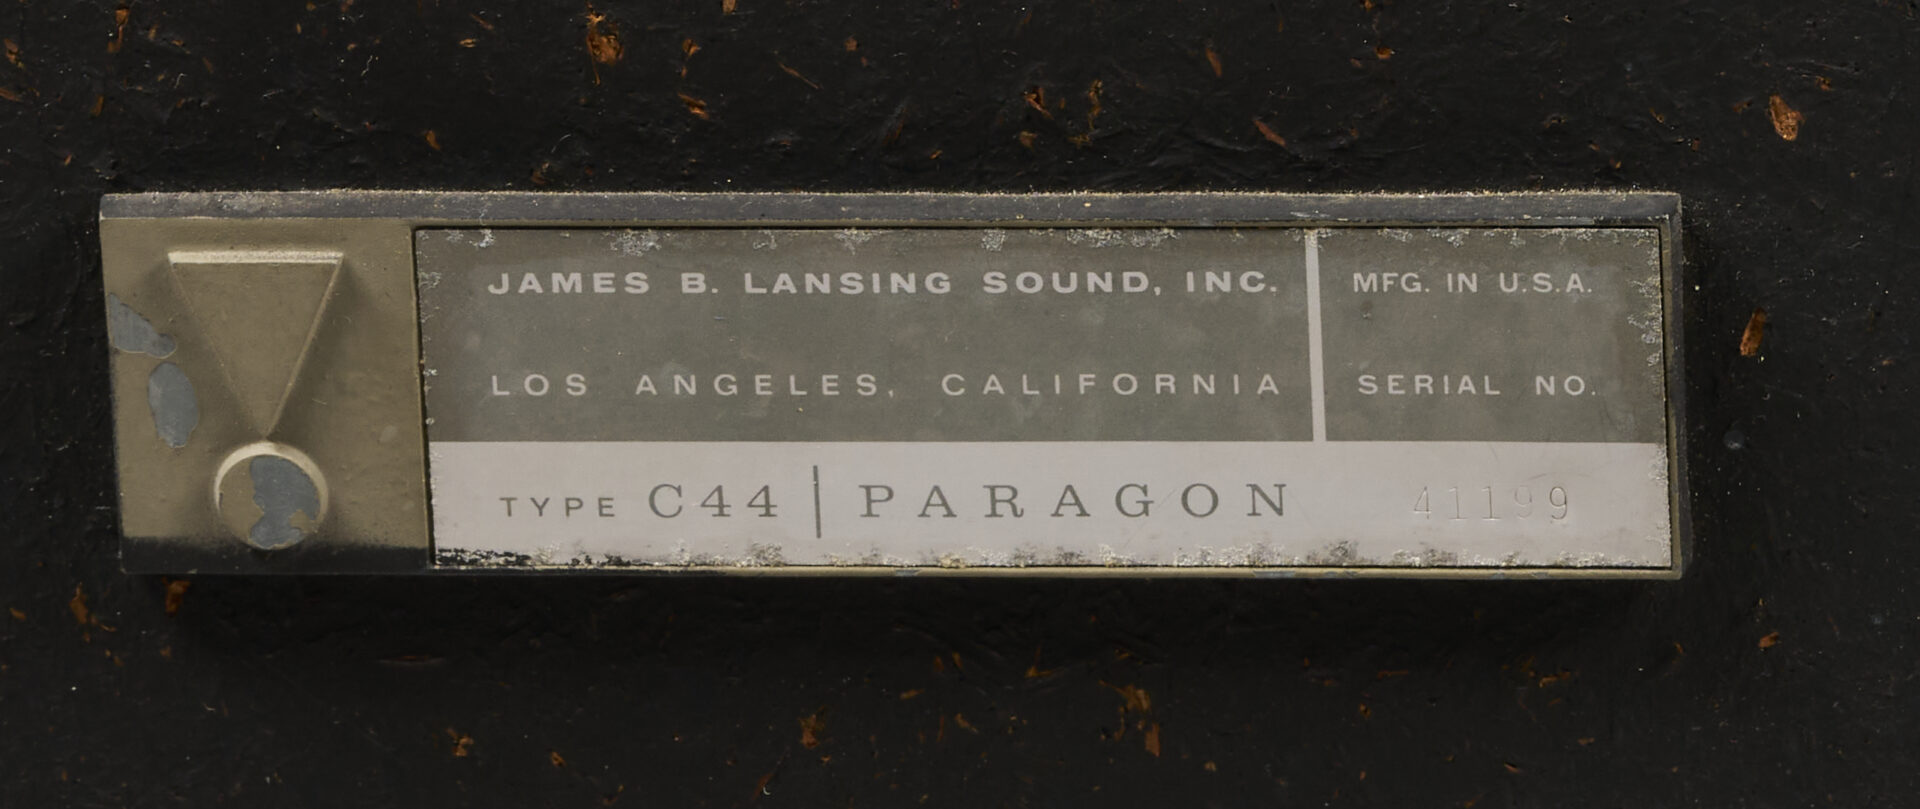 JAMES B. LANSING SOUND, INC.
LOS ANGELES, CALIFORNIA
MFG. IN U.S.A.
SERIAL NO.
TYPE C44 | PARAGON
41199